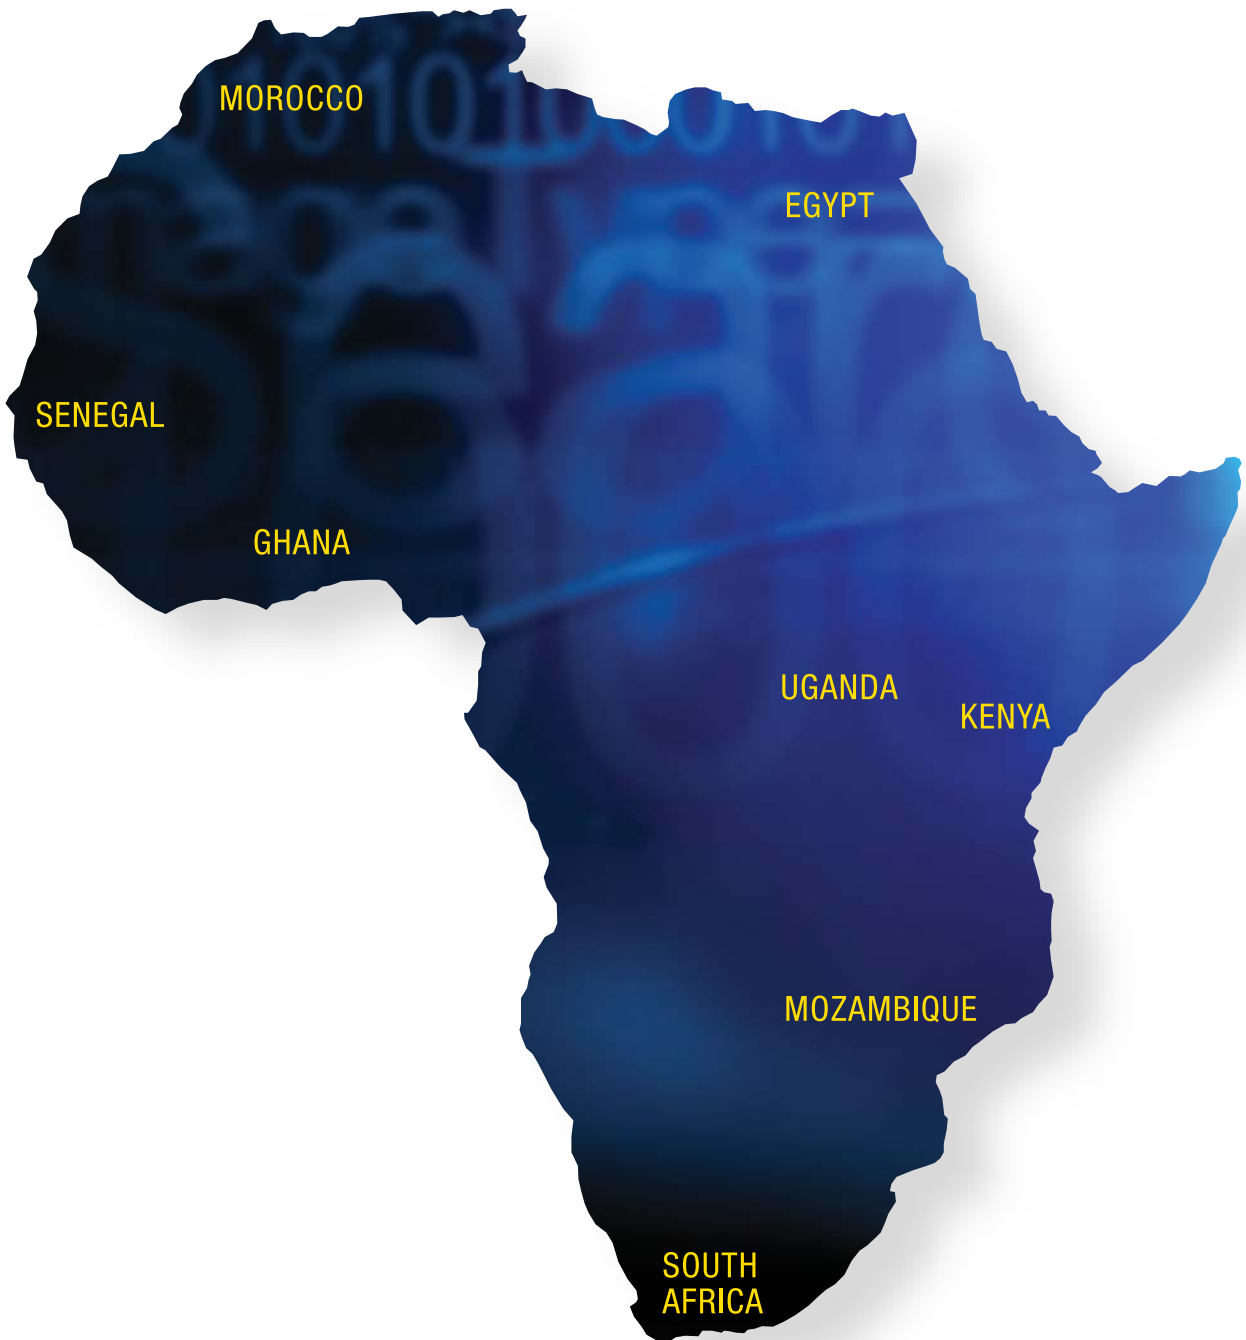 MOROCCO
EGYPT
SENEGAL
GHANA
UGANDA
KENYA
MOZAMBIQUE
SOUTH
AFRICA